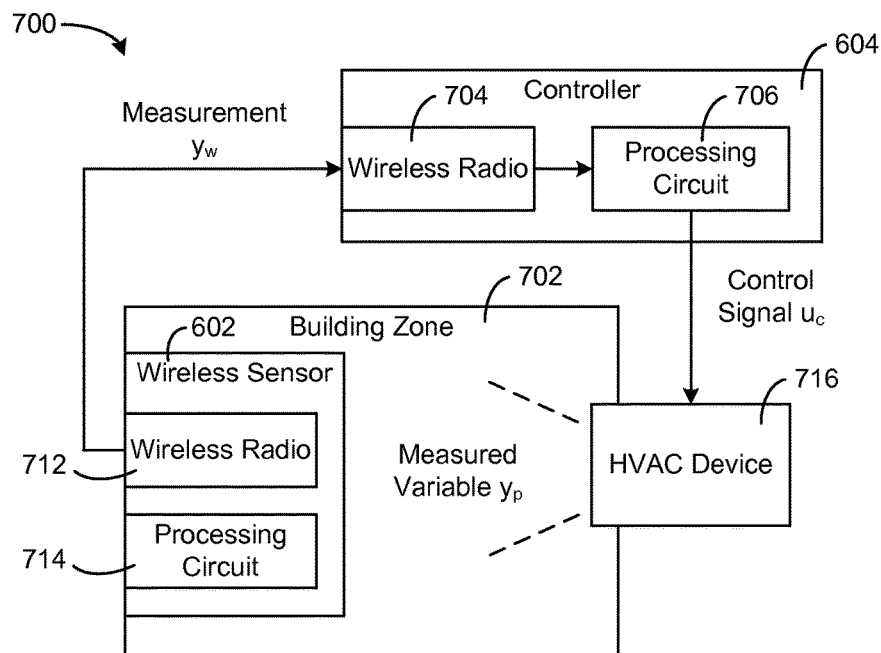 700
604
Controller
704
706
Measurement
yw
Wireless Radio
Processing
Circuit
702
Control
Signal uc
Building Zone
602
Wireless Sensor
716
Wireless Radio
712
Measured
Variable yp
HVAC Device
Processing
Circuit
714